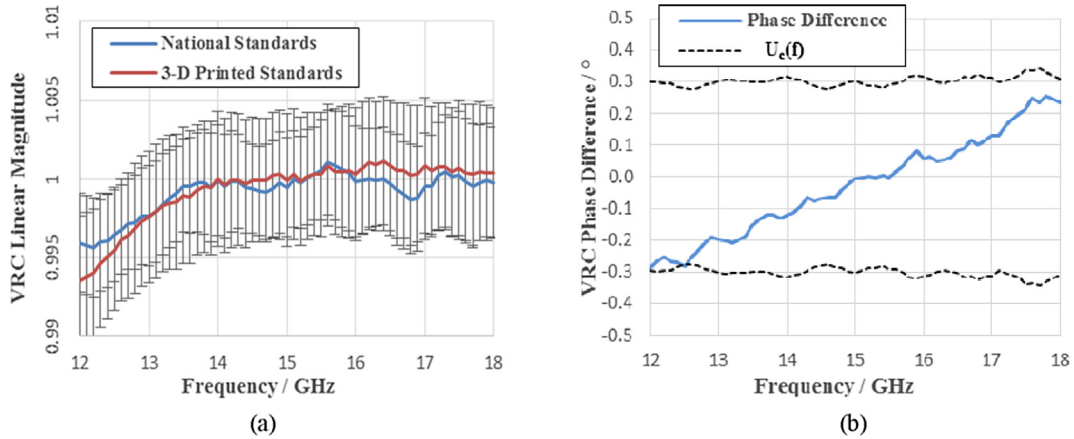 1.01
1.005
1
0.995
0.99
VRC Linear Magnitude
National Standards
3-D Printed Standards
12 13 14 15 16 17 18
Frequency / GHz
(a)
0.5
0.4
0.3
0.2
0.1
0.0
-0.1
-0.2
-0.3
-0.4
-0.5
VRC Phase Difference / °
Phase Difference
Uc(f)
12 13 14 15 16 17 18
Frequency / GHz
(b)